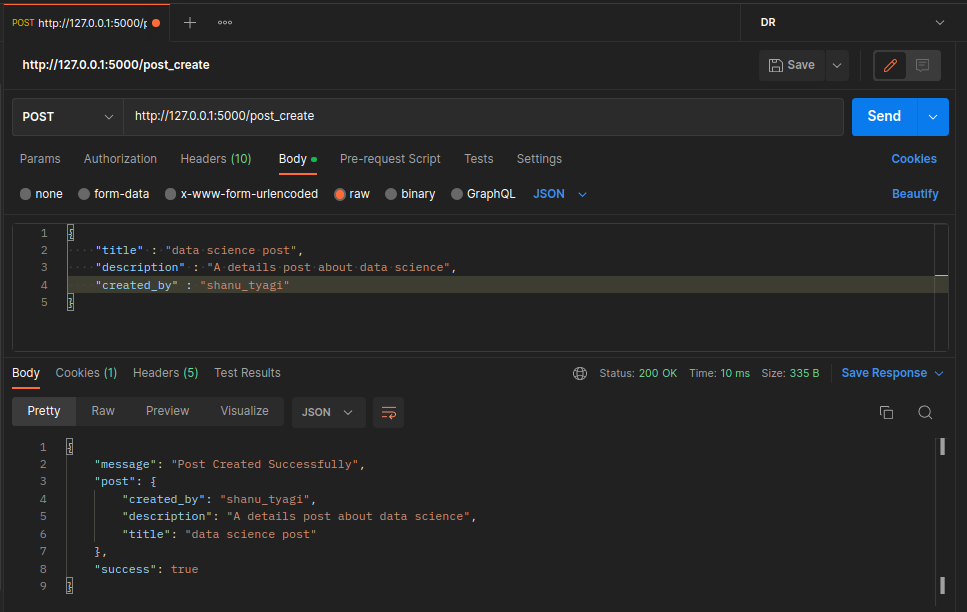 POST http://127.0.0.1:5000/p
DR
http://127.0.0.1:5000/post_create
Save
POST http://127.0.0.1:5000/post_create Send
Params Authorization Headers (10) Body Pre-request Script Tests Settings Cookies
none form-data x-www-form-urlencoded raw binary GraphQL JSON Beautify
1 {
2 "title" : "data science post",
3 "description" : "A details post about data science",
4 "created_by" : "shanu_tyagi"
5 }
Body Cookies (1) Headers (5) Test Results Status: 200 OK Time: 10 ms Size: 335 B Save Response
Pretty Raw Preview Visualize JSON
1 {
2 "message": "Post Created Successfully",
3 "post": {
4 "created_by": "shanu_tyagi",
5 "description": "A details post about data science",
6 "title": "data science post"
7 },
8 "success": true
9 }